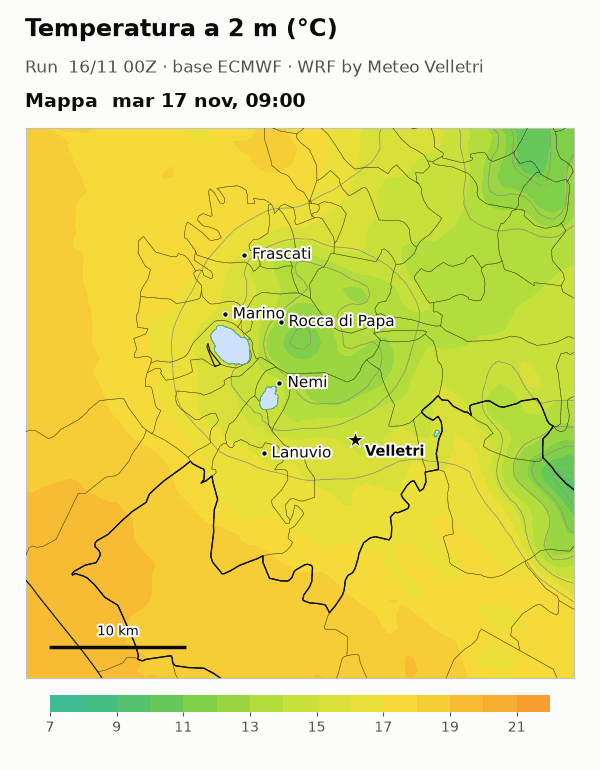 Temperatura a 2 m (°C)
Run  16/11 00Z · base ECMWF · WRF by Meteo Velletri
Mappa  mar 17 nov, 09:00
Frascati
Marino
Rocca di Papa
Nemi
Velletri
Lanuvio
10 km
7 9 11 13 15 17 19 21